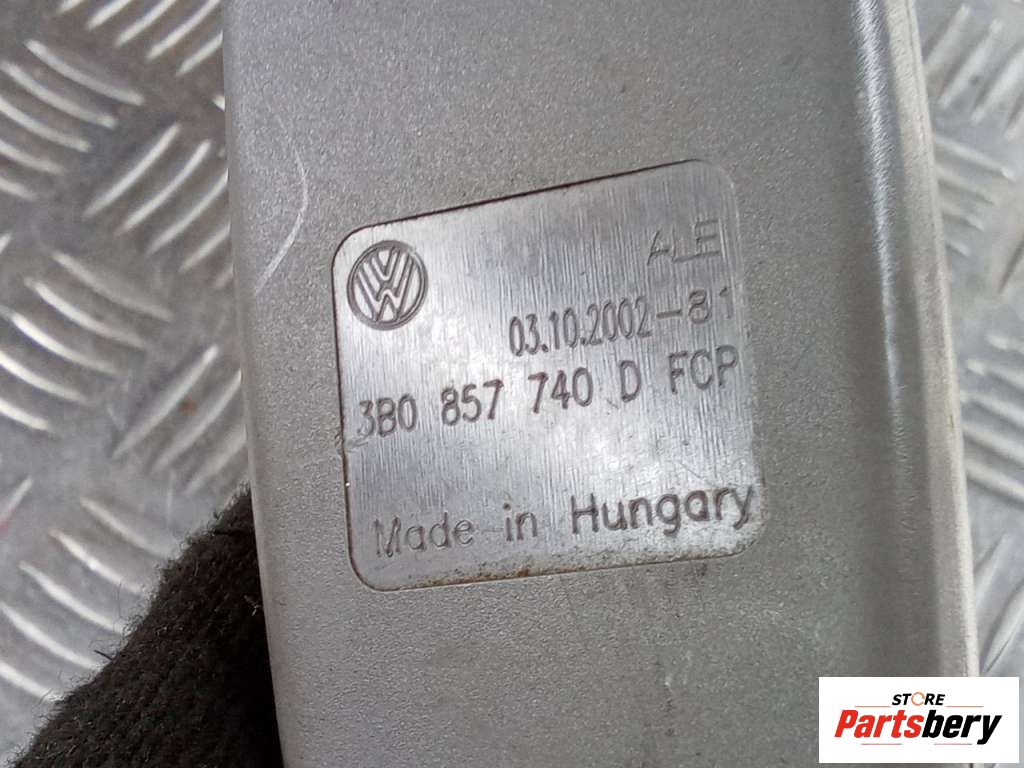 ALE
03.10.2002-81
3B0 857 740 D FCP
Made in Hungary
STORE
Partsbery